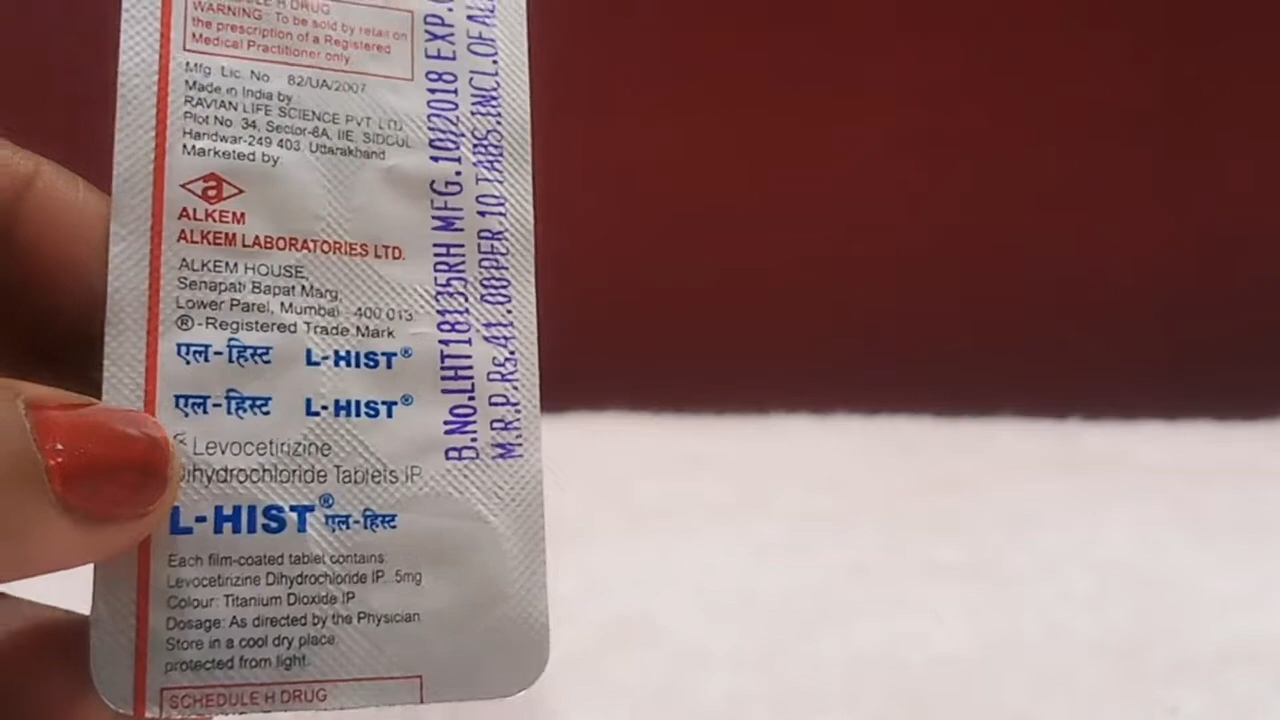 SCHEDULE H DRUG
WARNING: To be sold by retail on
the prescription of a Registered
Medical Practitioner only.
Mfg. Lic. No. 82/UA/2007
Made in India by
RAVIAN LIFE SCIENCE PVT. LTD.
Plot No. 34, Sector-8A, IIE, SIDCUL
Haridwar-249 403, Uttarakhand
Marketed by:
a
ALKEM
ALKEM LABORATORIES LTD.
ALKEM HOUSE,
Senapati Bapat Marg,
Lower Parel, Mumbai - 400 013.
®-Registered Trade Mark
एल-हिस्ट L-HIST®
एल-हिस्ट L-HIST®
Levocetirizine
Dihydrochloride Tablets IP
L-HIST® एल-हिस्ट
Each film-coated tablet contains:
Levocetirizine Dihydrochloride IP...5mg
Colour: Titanium Dioxide IP
Dosage: As directed by the Physician
Store in a cool dry place,
protected from light.
SCHEDULE H DRUG
B.No.LHT18135RH MFG.10/2018 EXP.
M.R.P.Rs.41.00PER 10 TABS.INCL.OF